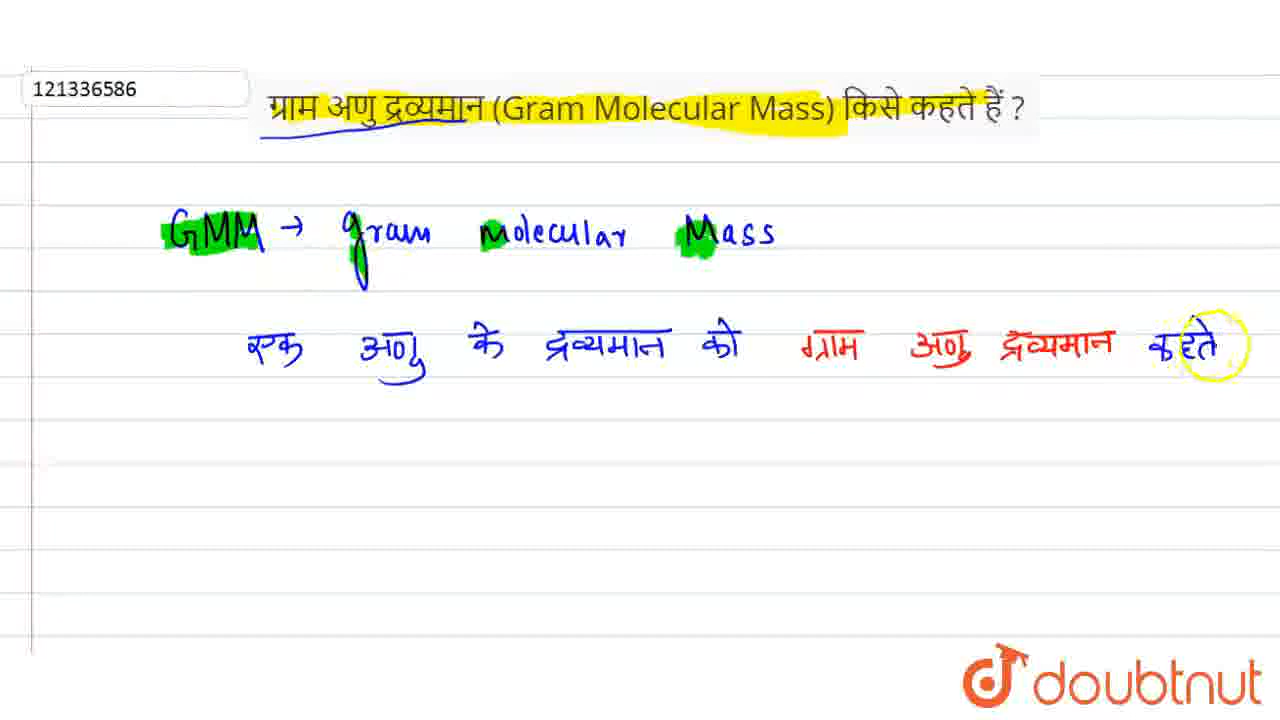 121336586
ग्राम अणु द्रव्यमान (Gram Molecular Mass) किसे कहते हैं ?
GMM → gram molecular Mass
एक अणु के द्रव्यमान को ग्राम अणु द्रव्यमान कहते
doubtnut